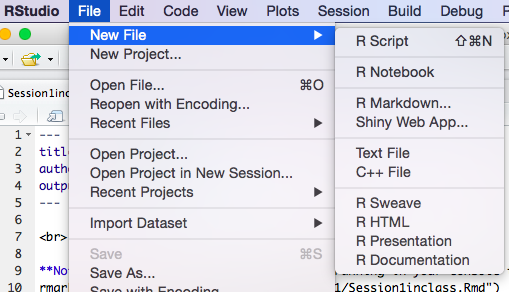 RStudio File Edit Code View Plots Session Build Debug
New File
New Project...
Open File... ⌘O
Reopen with Encoding...
Recent Files
Open Project...
Open Project in New Session...
Recent Projects
Import Dataset
Save ⌘S
Save As...
Save with Encoding
R Script ⇧⌘N
R Notebook
R Markdown...
Shiny Web App...
Text File
C++ File
R Sweave
R HTML
R Presentation
R Documentation
Session1inc
1 ---
2 title
3 autho
4 outpu
5 ---
6
7 <br>
8
9 **No
10 rmar 1/Session1inclass.Rmd")